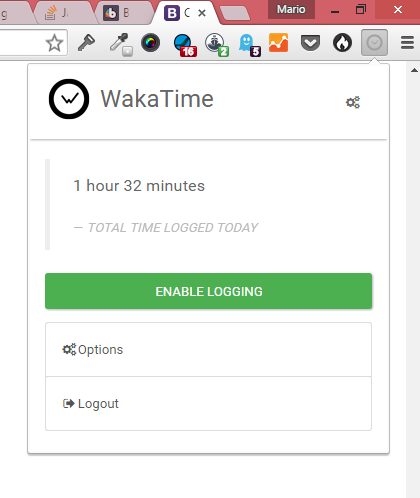 g
J
B
C
Mario
16
2
5
WakaTime
1 hour 32 minutes
— TOTAL TIME LOGGED TODAY
ENABLE LOGGING
Options
Logout